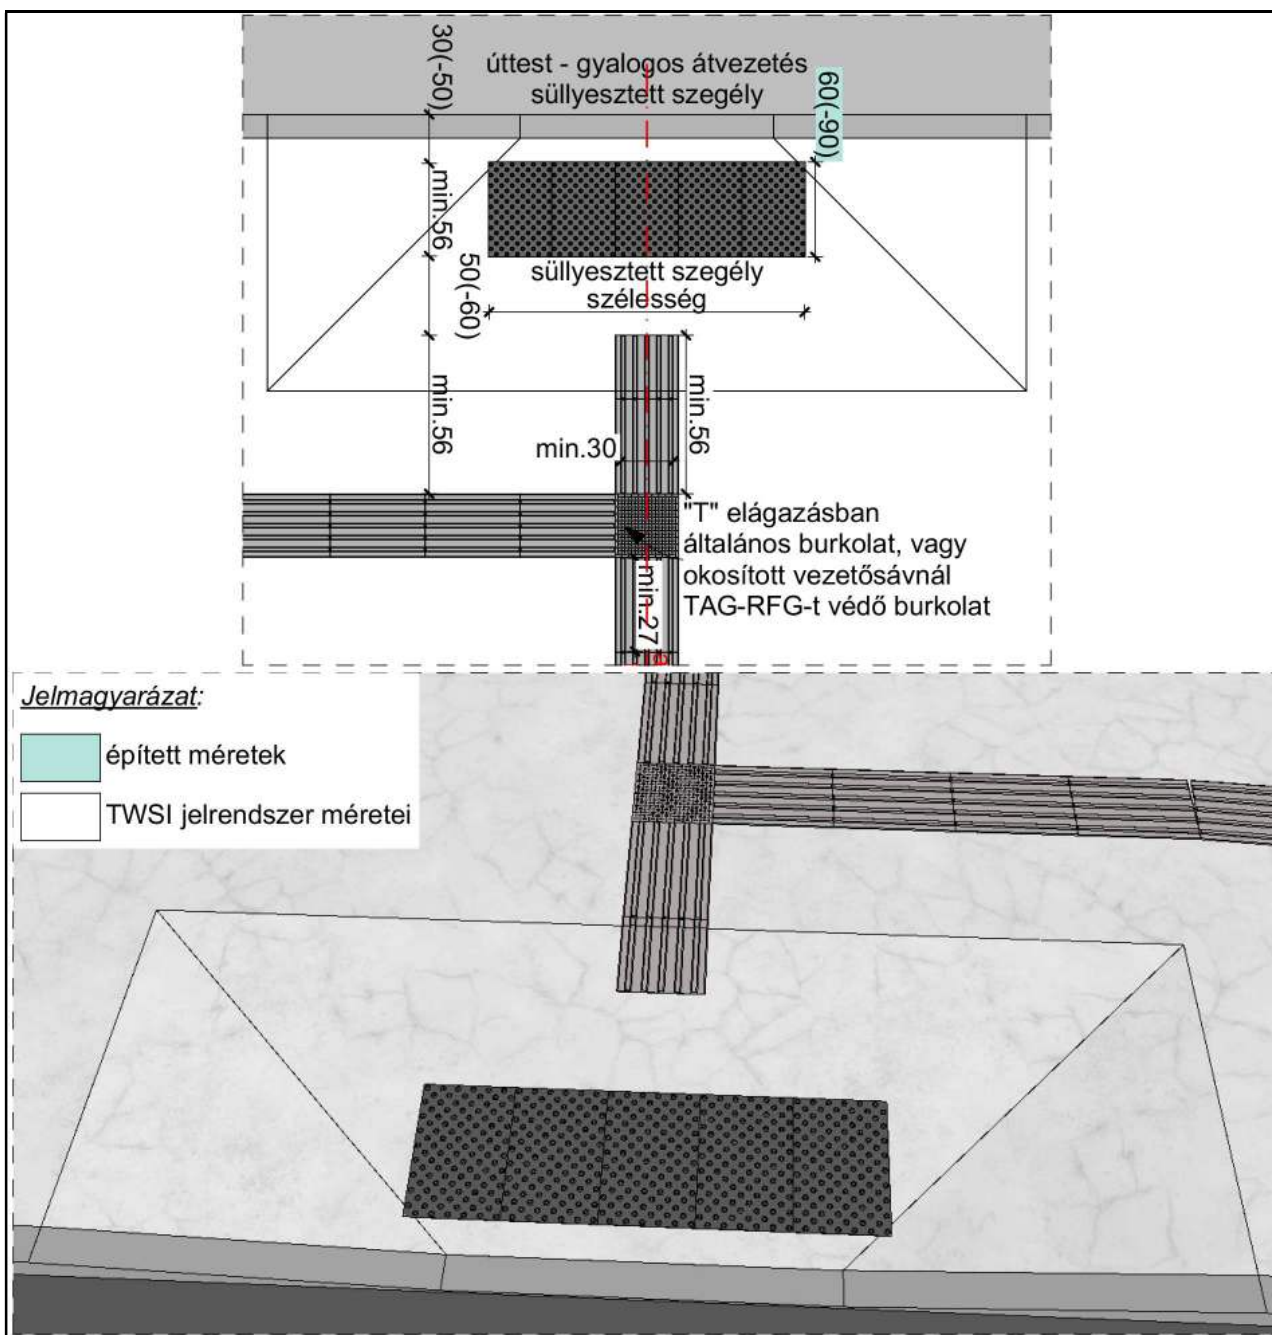 30(-50)
úttest - gyalogos átvezetés
süllyesztett szegély
60(-90)
min.56
süllyesztett szegély
szélesség
50(-60)
min.56
min.30
min.56
"T" elágazásban
általános burkolat, vagy
okosított vezetősávnál
TAG-RFG-t védő burkolat
min.27
Jelmagyarázat:
épített méretek
TWSI jelrendszer méretei